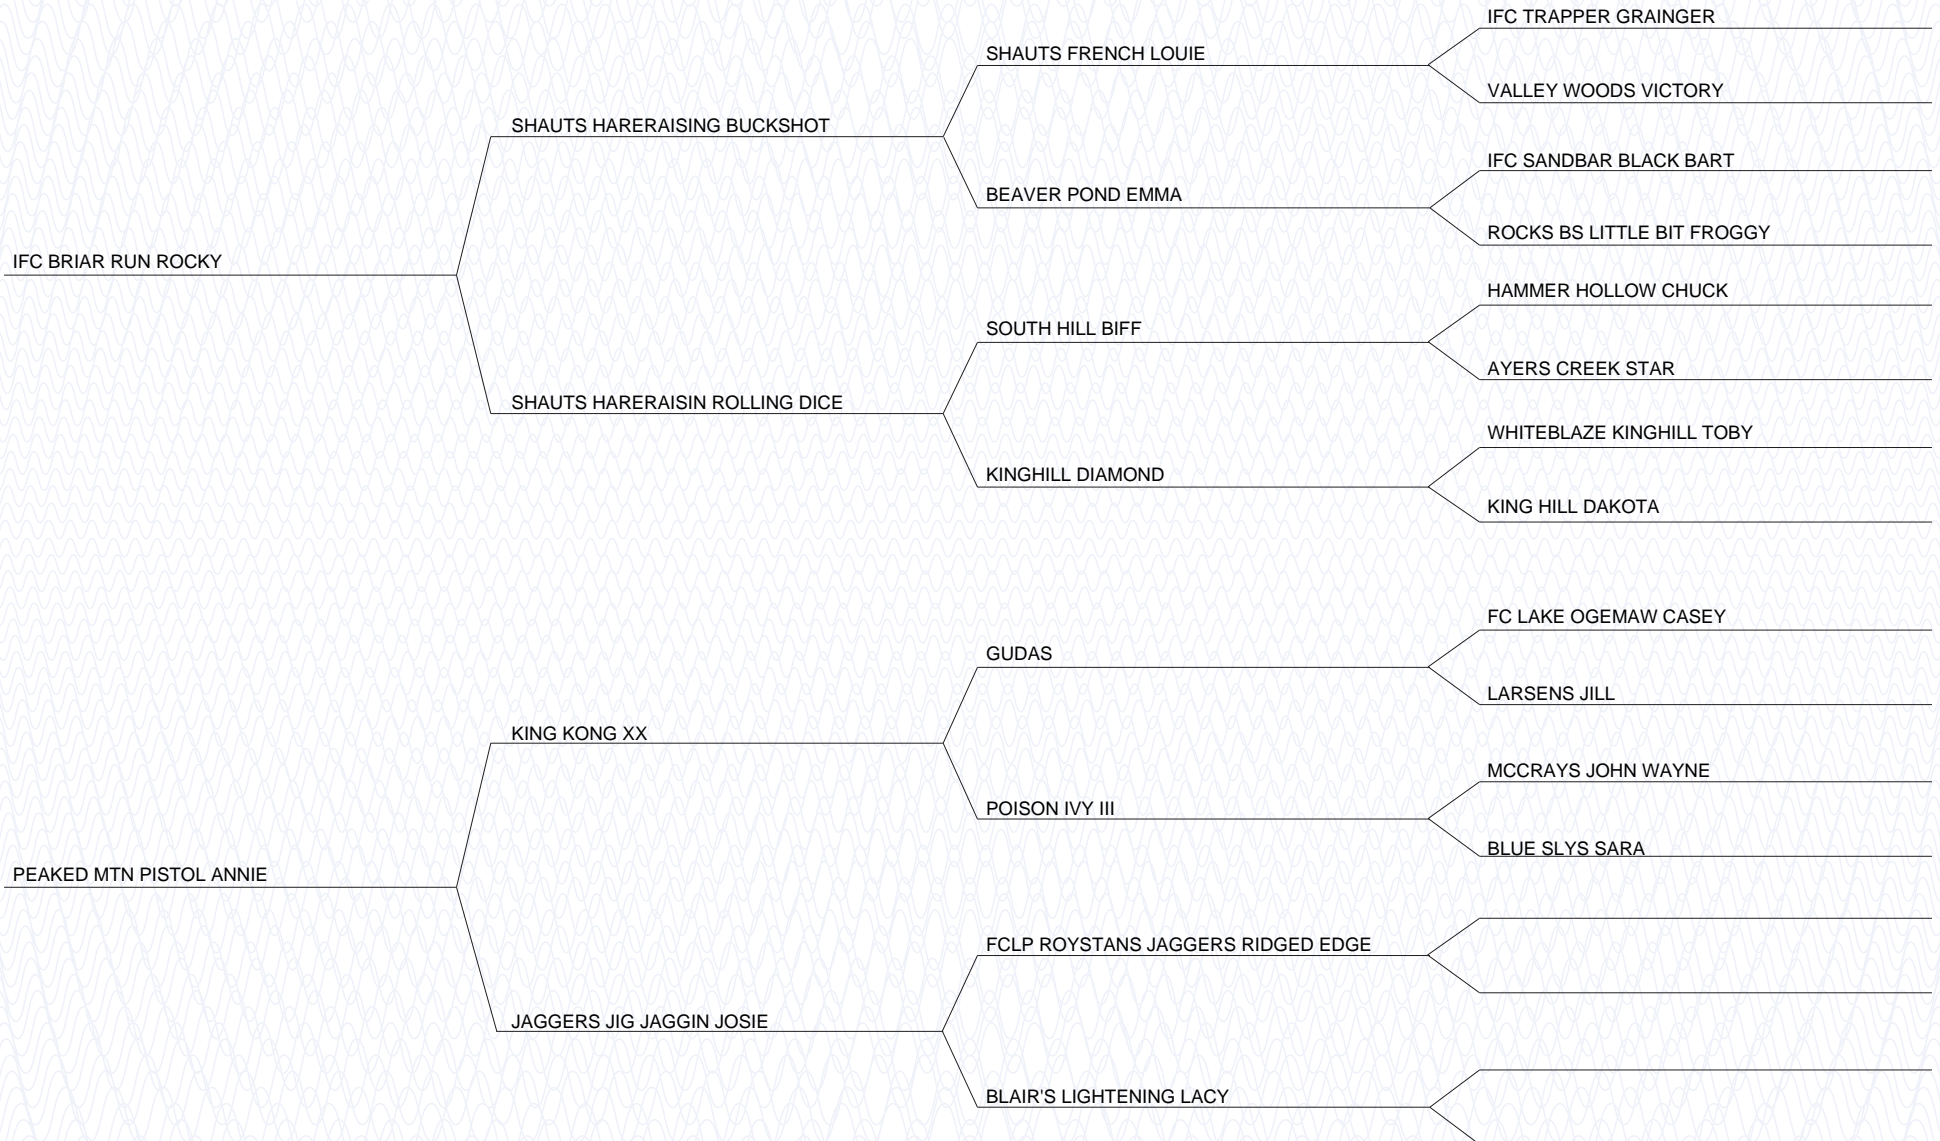 IFC TRAPPER GRAINGER
SHAUTS FRENCH LOUIE
VALLEY WOODS VICTORY
SHAUTS HARERAISING BUCKSHOT
IFC SANDBAR BLACK BART
BEAVER POND EMMA
ROCKS BS LITTLE BIT FROGGY
IFC BRIAR RUN ROCKY
HAMMER HOLLOW CHUCK
SOUTH HILL BIFF
AYERS CREEK STAR
SHAUTS HARERAISIN ROLLING DICE
WHITEBLAZE KINGHILL TOBY
KINGHILL DIAMOND
KING HILL DAKOTA
FC LAKE OGEMAW CASEY
GUDAS
LARSENS JILL
KING KONG XX
MCCRAYS JOHN WAYNE
POISON IVY III
BLUE SLYS SARA
PEAKED MTN PISTOL ANNIE
FCLP ROYSTANS JAGGERS RIDGED EDGE
JAGGERS JIG JAGGIN JOSIE
BLAIR'S LIGHTENING LACY